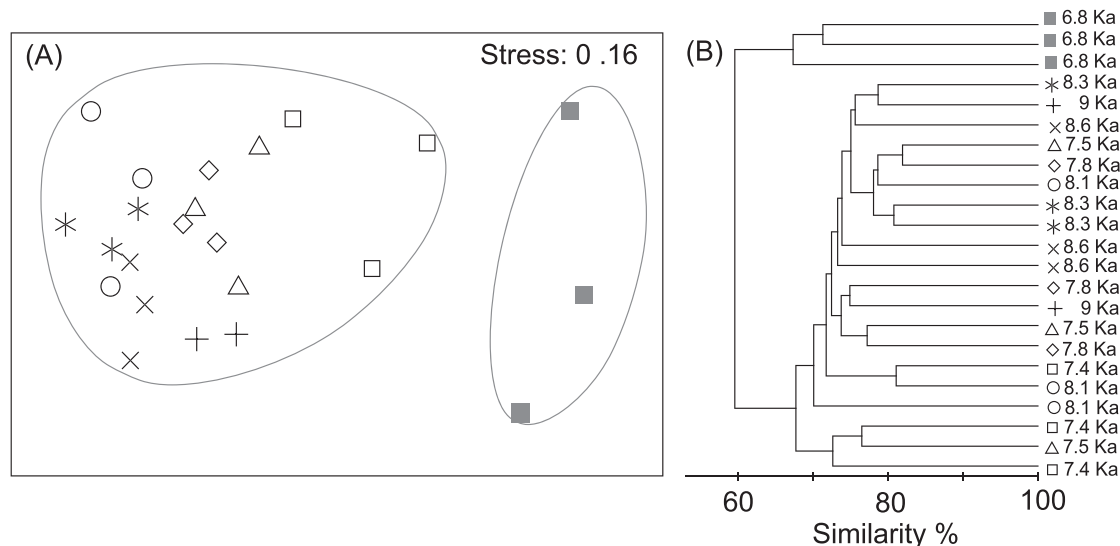 (A)
Stress: 0 .16
(B)
6.8 Ka
6.8 Ka
6.8 Ka
8.3 Ka
9 Ka
8.6 Ka
7.5 Ka
7.8 Ka
8.1 Ka
8.3 Ka
8.3 Ka
8.6 Ka
8.6 Ka
7.8 Ka
9 Ka
7.5 Ka
7.8 Ka
7.4 Ka
8.1 Ka
8.1 Ka
7.4 Ka
7.5 Ka
7.4 Ka
60 80 100
Similarity %